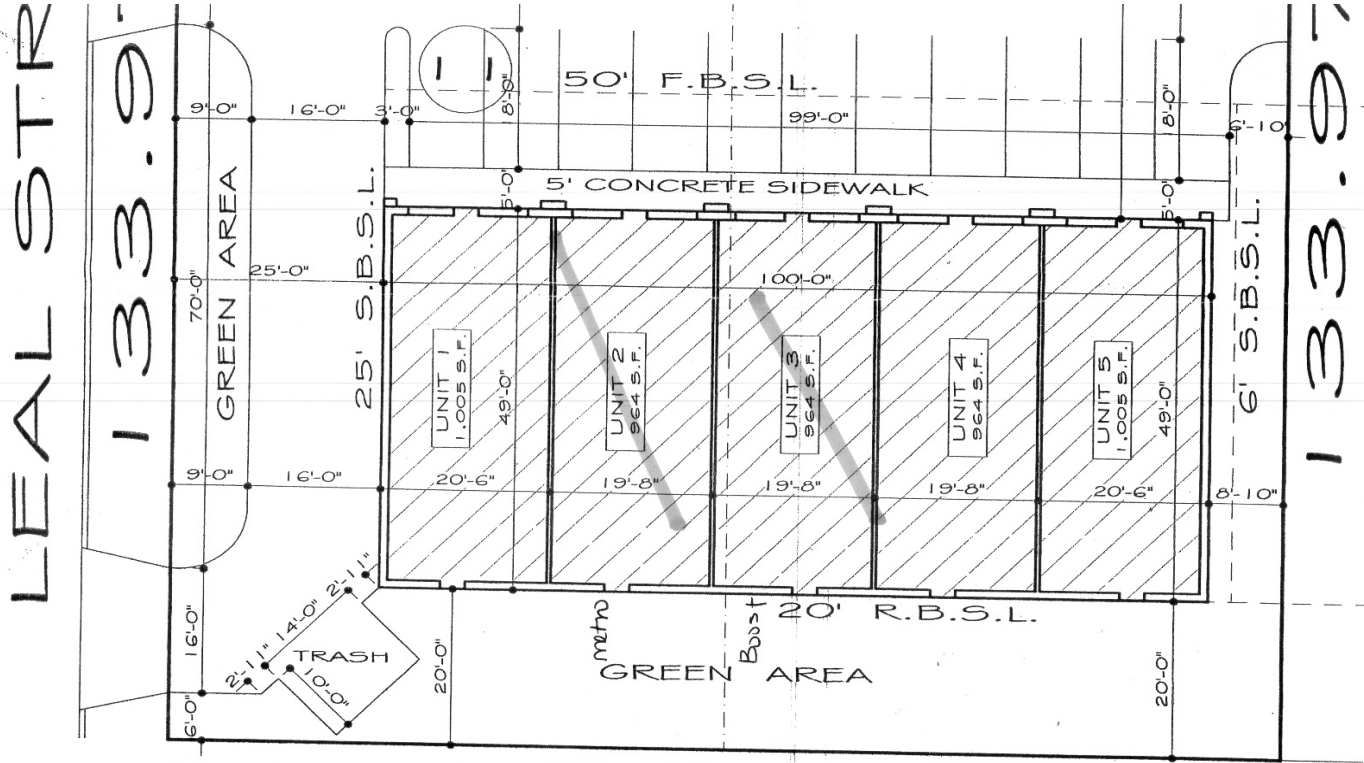 LEAL STR
133.9
9'-0"
16'-0"
3'-0"
11
18'-0"
50' F.B.S.L.
99'-0"
18'-0"
6'-10"
133.97
GREEN AREA
25' S.B.S.L.
5'-0"
5' CONCRETE SIDEWALK
5'-0"
6' S.B.S.L.
70'-0"
25'-0"
100'-0"
UNIT 1
1,005 S.F.
49'-0"
UNIT 2
964 S.F.
UNIT 3
964 S.F.
UNIT 4
964 S.F.
UNIT 5
1,005 S.F.
49'-0"
9'-0"
16'-0"
20'-6"
19'-8"
19'-8"
19'-8"
20'-6"
8'-10"
2'-11"
14'-0"
2'-11"
TRASH
10'-0"
16'-0"
6'-0"
20'-0"
metro
Boost
20' R.B.S.L.
GREEN AREA
20'-0"